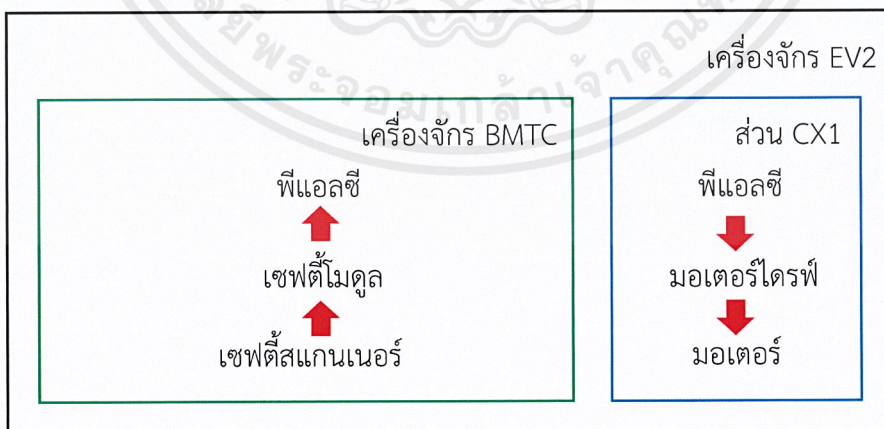 เครื่องจักร EV2
เครื่องจักร BMTC
พีแอลซี
เซฟตี้โมดูล
เซฟตี้สแกนเนอร์
ส่วน CX1
พีแอลซี
มอเตอร์ไดรฟ์
มอเตอร์